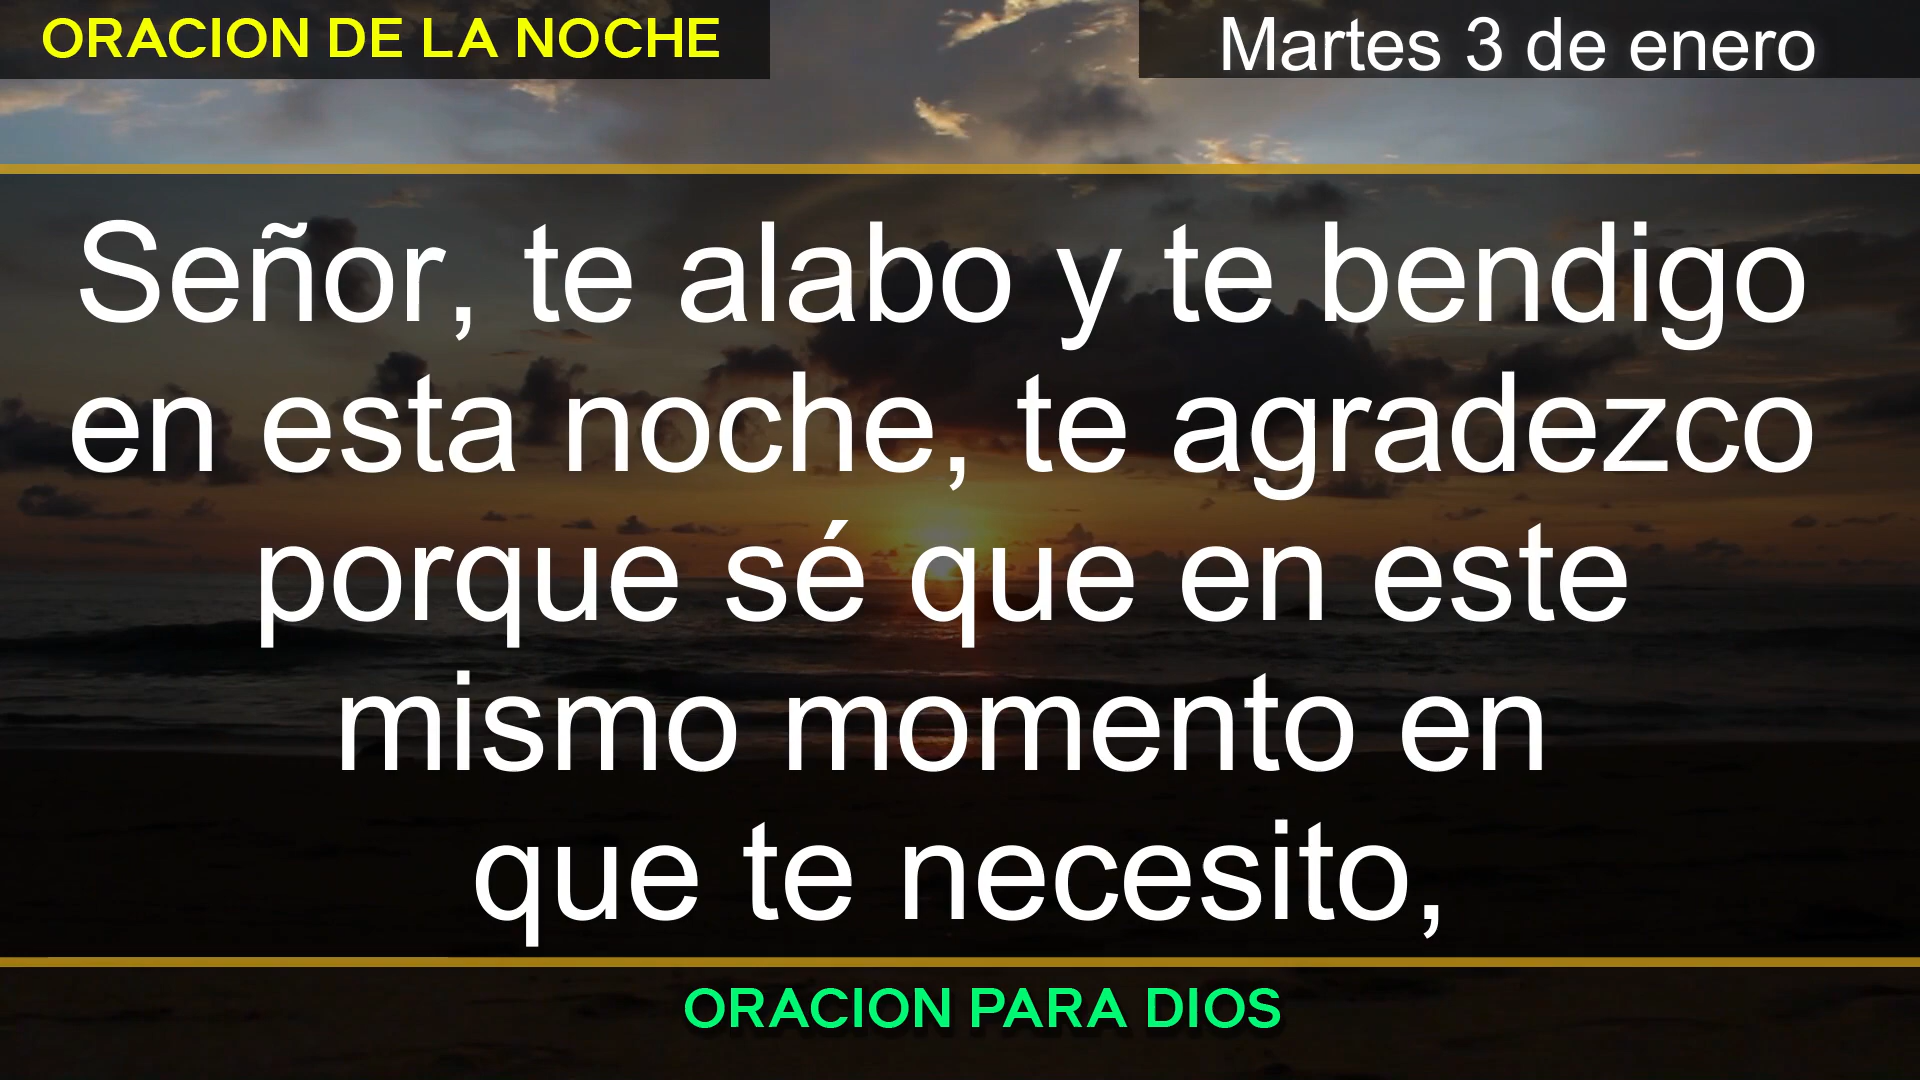 ORACION DE LA NOCHE
Martes 3 de enero
Señor, te alabo y te bendigo
en esta noche, te agradezco
porque sé que en este
mismo momento en
que te necesito,
ORACION PARA DIOS